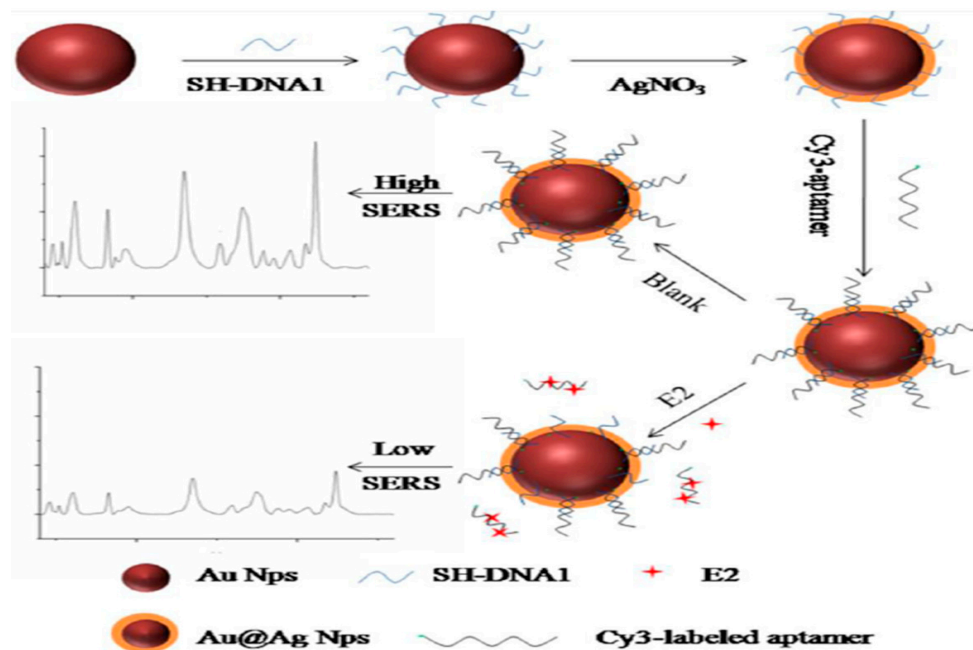 SH-DNA1
AgNO₃
Cy3-aptamer
High
SERS
Blank
E2
Low
SERS
Au Nps
SH-DNA1
E2
Au@Ag Nps
Cy3-labeled aptamer